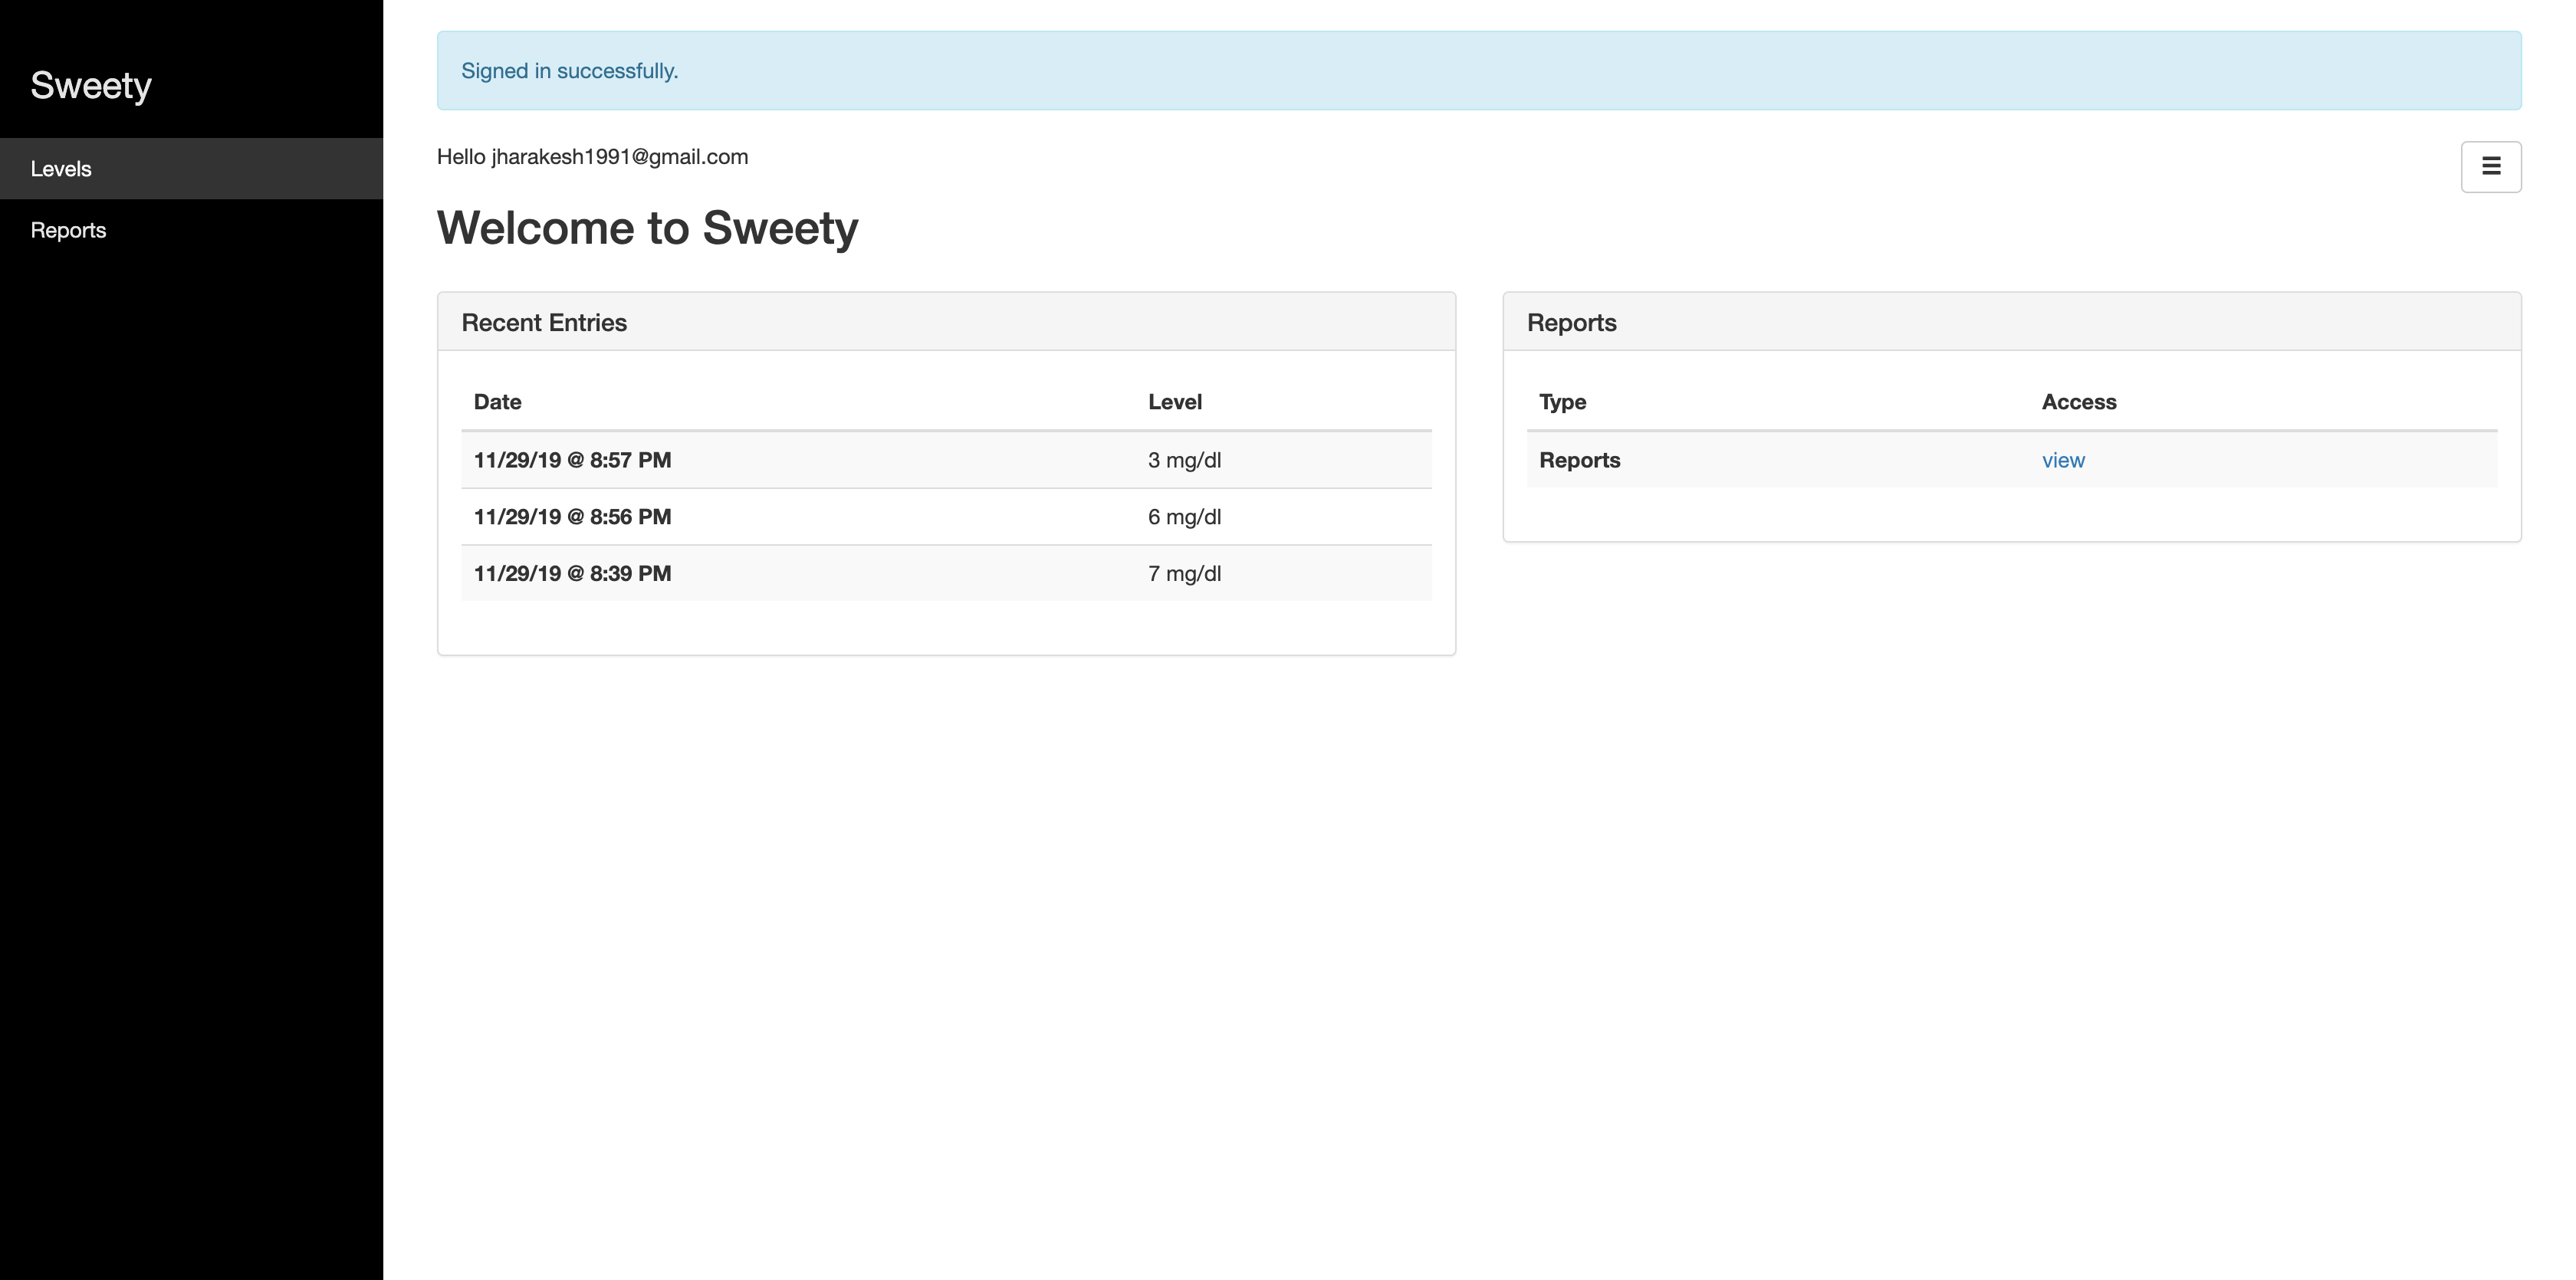 Sweety
Levels
Reports
Signed in successfully.
Hello jharakesh1991@gmail.com
Welcome to Sweety
Recent Entries
Date Level
11/29/19 @ 8:57 PM 3 mg/dl
11/29/19 @ 8:56 PM 6 mg/dl
11/29/19 @ 8:39 PM 7 mg/dl
Reports
Type Access
Reports view